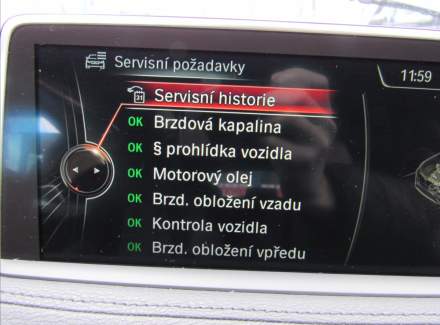 Servisní požadavky
11:59
31
Servisní historie
OK Brzdová kapalina
OK § prohlídka vozidla
OK Motorový olej
OK Brzd. obložení vzadu
OK Kontrola vozidla
OK Brzd. obložení vpředu